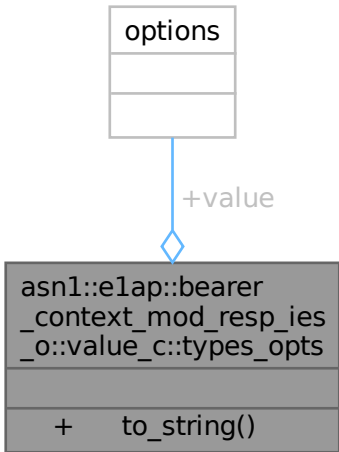 options
+value
asn1::e1ap::bearer
_context_mod_resp_ies
_o::value_c::types_opts
+ to_string()